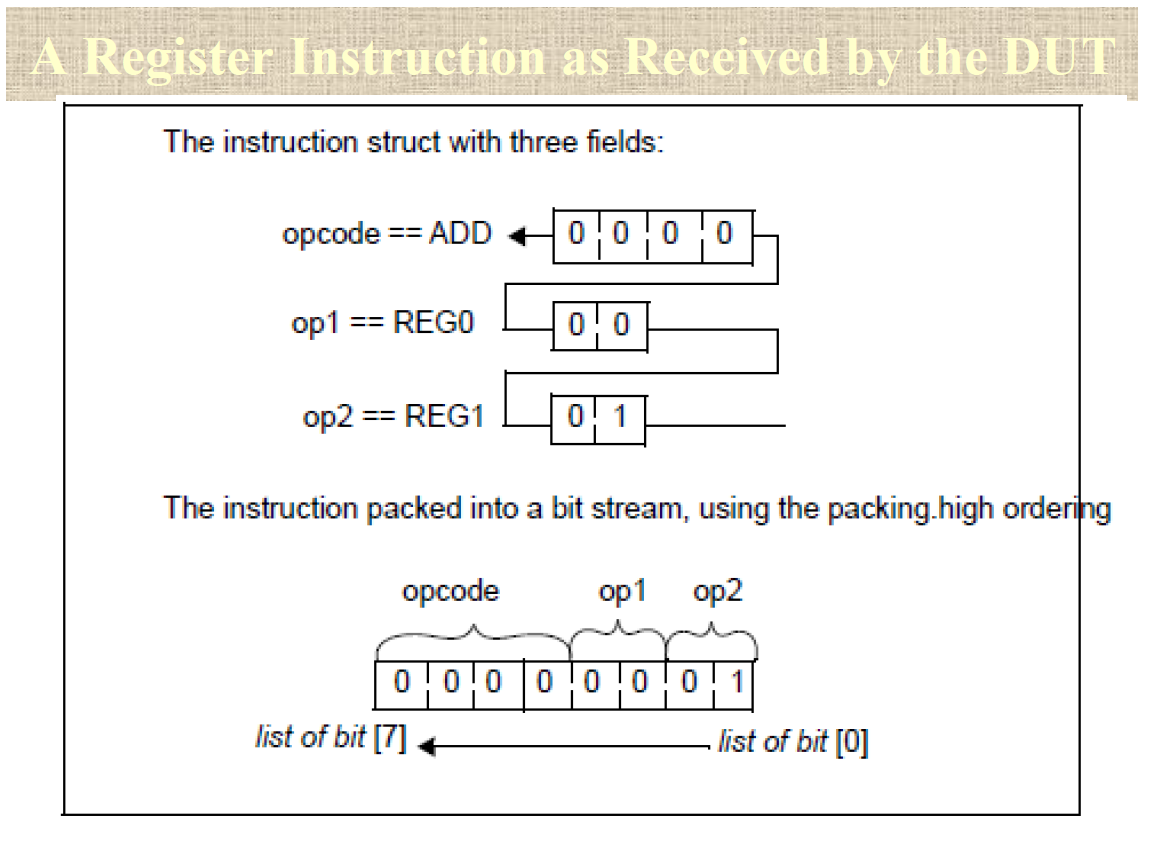 A Register Instruction as Received by the DUT
The instruction struct with three fields:
opcode == ADD 0 0 0 0
op1 == REG0 0 0
op2 == REG1 0 1
The instruction packed into a bit stream, using the packing.high ordering
opcode op1 op2
0 0 0 0 0 0 0 1
list of bit [7] list of bit [0]